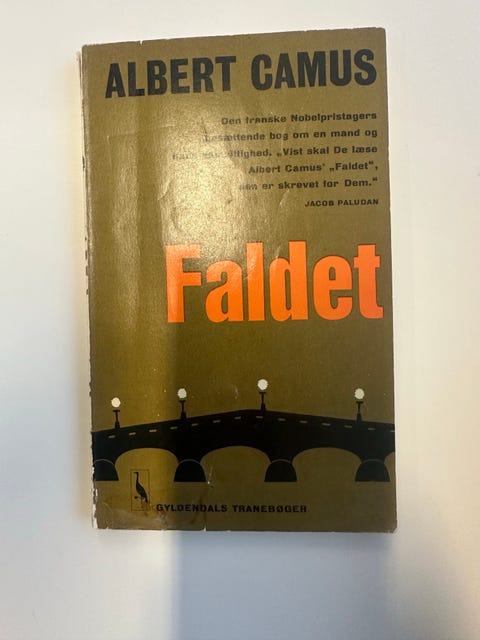 ALBERT CAMUS
Den franske Nobelpristagers
besættende bog om en mand og
„Vist skal De læse
Albert Camus' „Faldet“,
den er skrevet for Dem.“
JACOB PALUDAN
Faldet
GYLDENDALS TRANEBØGER